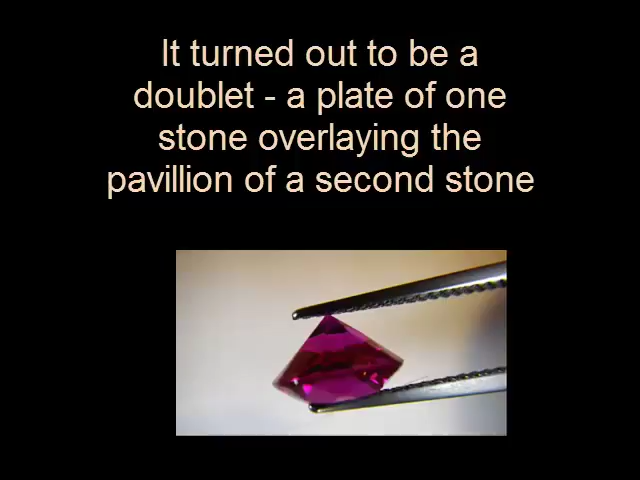 It turned out to be a
doublet - a plate of one
stone overlaying the
pavillion of a second stone